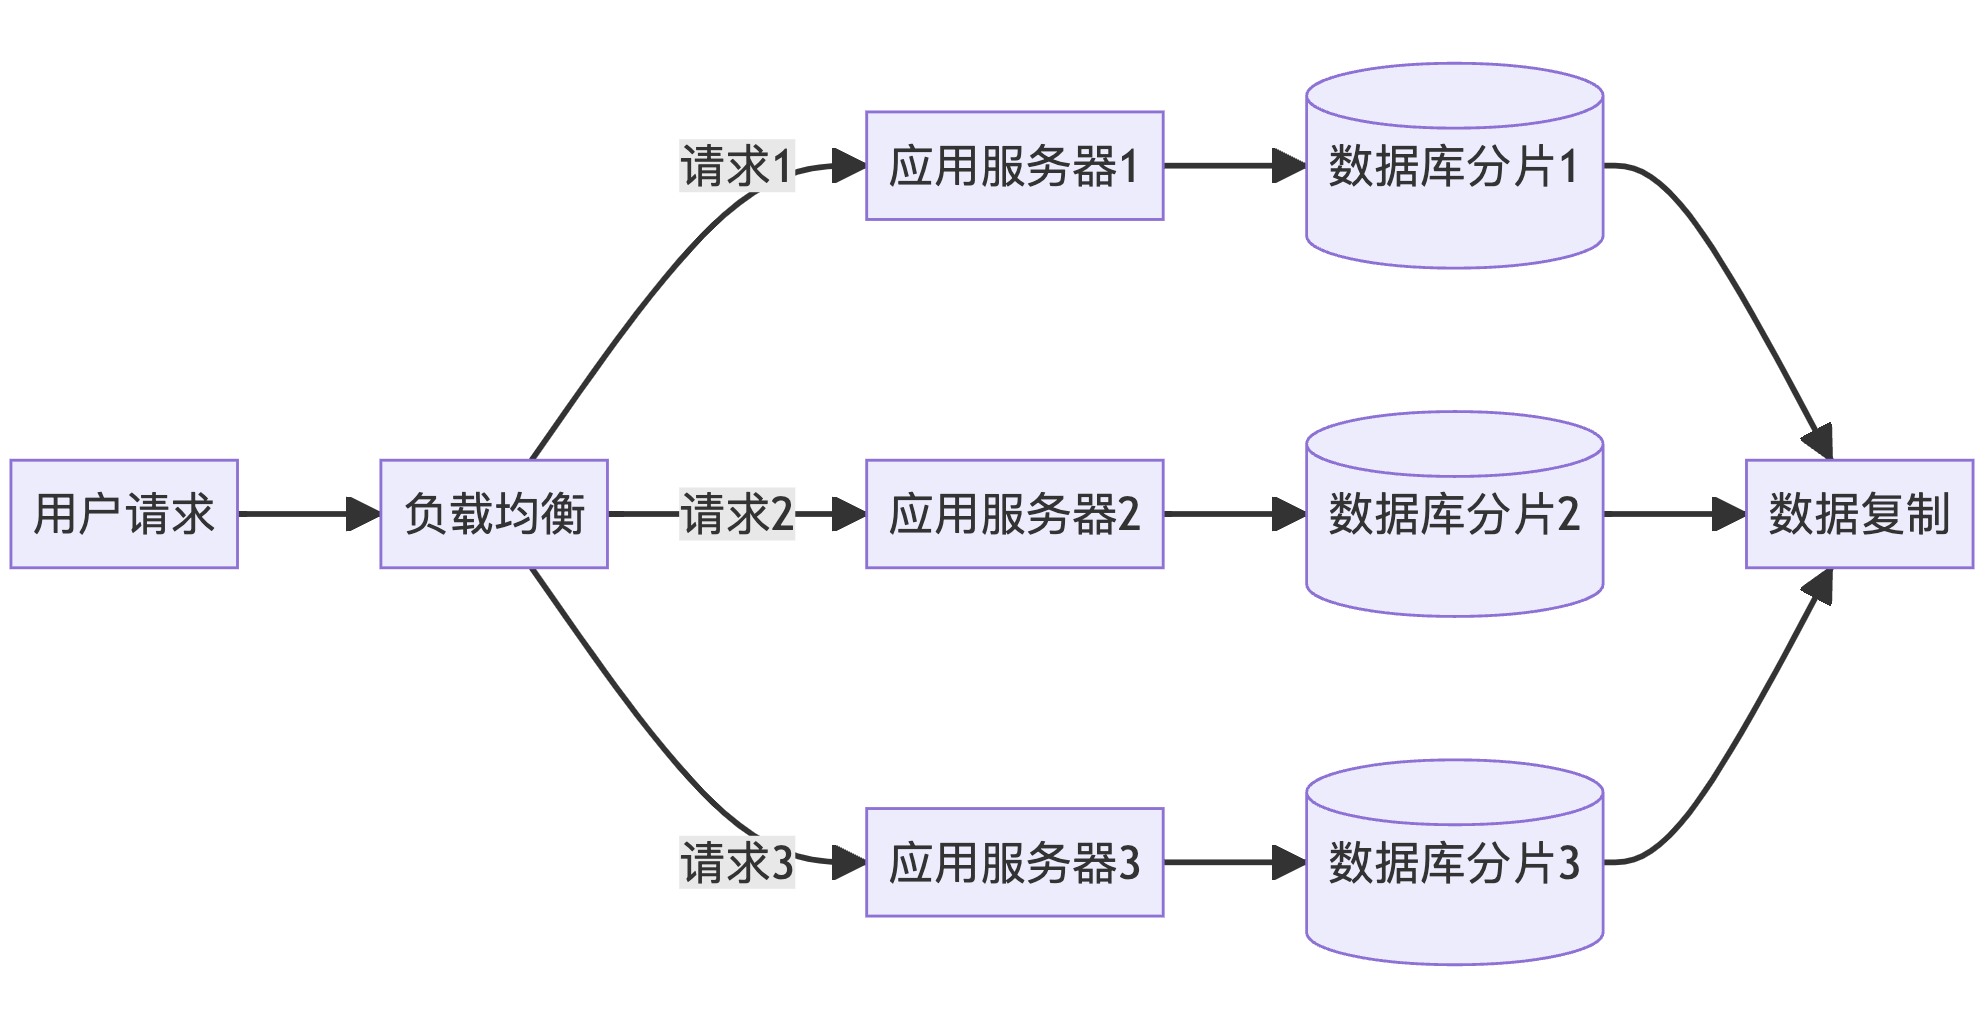 请求1
应用服务器1
数据库分片1
用户请求
负载均衡
请求2
应用服务器2
数据库分片2
数据复制
请求3
应用服务器3
数据库分片3